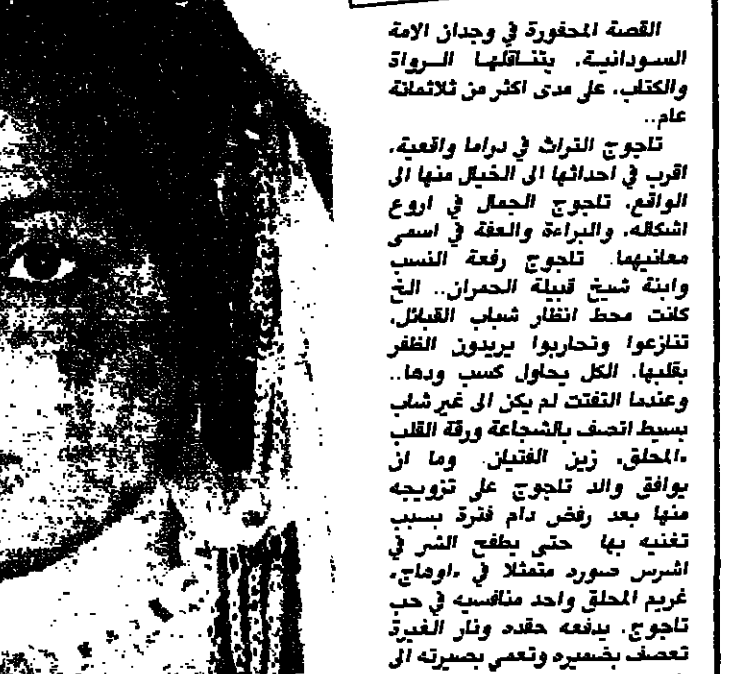 القصة المحفورة في وجدان الامة
السودانية، يتناقلها الرواة
والكتاب، على مدى اكثر من ثلاثمائة
عام..
تاجوج التراث في دراما واقعية،
اقرب في احداثها الى الخيال منها الى
الواقع، تاجوج الجمال في اروع
اشكاله، والبراءة والعفة في اسمى
معانيهما. تاجوج رفعة النسب
وابنة شيخ قبيلة الحمران.. الخ
كانت محط انظار شباب القبائل،
تنازعوا وتحاربوا يريدون الظفر
بقلبها، الكل يحاول كسب ودها..
وعندما التفتت لم يكن الى غير شاب
بسيط اتصف بالشجاعة ورقة القلب
«المحلق» زين الفتيان. وما ان
يوافق والد تاجوج على تزويجه
منها بعد رفض دام فترة بسبب
تغنيه بها حتى يطفح الشر في
اشرس صوره متمثلا في «اوهاج»
غريم المحلق واحد منافسيه في حب
تاجوج، يدفعه حقده ونار الغيرة
تعصف بضميره وتعمي بصيرته الى